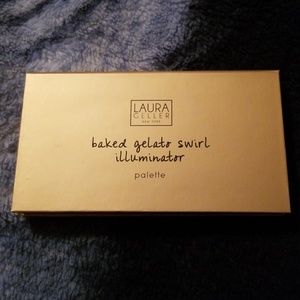 LAURA
GELLER
NEW YORK
baked gelato swirl
illuminator
palette